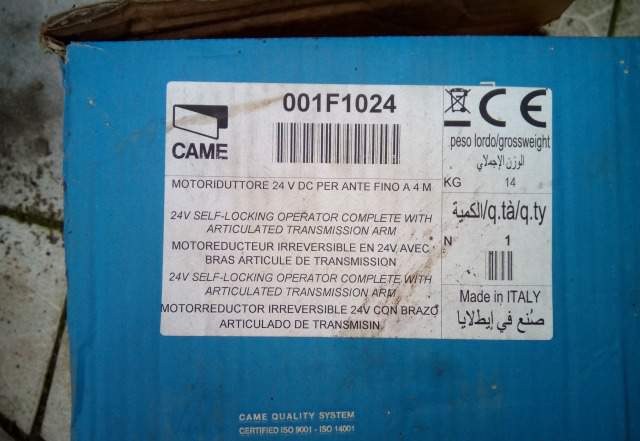 CAME
001F1024
MOTORIDUTTORE 24 V DC PER ANTE FINO A 4 M
24V SELF-LOCKING OPERATOR COMPLETE WITH
ARTICULATED TRANSMISSION ARM
MOTOREDUCTEUR IRREVERSIBLE EN 24V AVEC
BRAS ARTICULE DE TRANSMISSION
24V SELF-LOCKING OPERATOR COMPLETE WITH
ARTICULATED TRANSMISSION ARM
MOTORREDUCTOR IRREVERSIBLE 24V CON BRAZO
ARTICULADO DE TRANSMISIN.
CE
peso lordo/grossweight
الوزن الإجمالي
KG 14
الكمية/q.tà/q.ty
N 1
Made in ITALY
صُنع في إيطلايا
CAME QUALITY SYSTEM
CERTIFIED ISO 9001 - ISO 14001